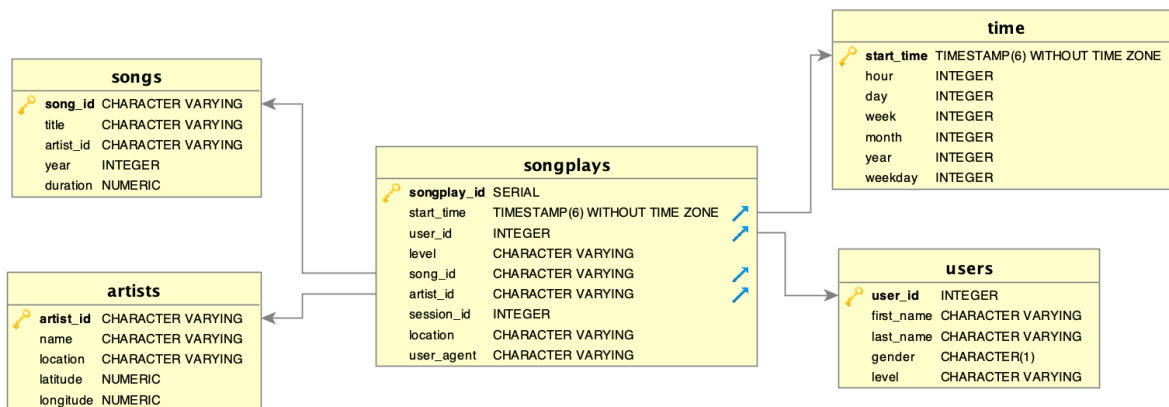 songs
song_id CHARACTER VARYING
title CHARACTER VARYING
artist_id CHARACTER VARYING
year INTEGER
duration NUMERIC
artists
artist_id CHARACTER VARYING
name CHARACTER VARYING
location CHARACTER VARYING
latitude NUMERIC
longitude NUMERIC
songplays
songplay_id SERIAL
start_time TIMESTAMP(6) WITHOUT TIME ZONE
user_id INTEGER
level CHARACTER VARYING
song_id CHARACTER VARYING
artist_id CHARACTER VARYING
session_id INTEGER
location CHARACTER VARYING
user_agent CHARACTER VARYING
time
start_time TIMESTAMP(6) WITHOUT TIME ZONE
hour INTEGER
day INTEGER
week INTEGER
month INTEGER
year INTEGER
weekday INTEGER
users
user_id INTEGER
first_name CHARACTER VARYING
last_name CHARACTER VARYING
gender CHARACTER(1)
level CHARACTER VARYING